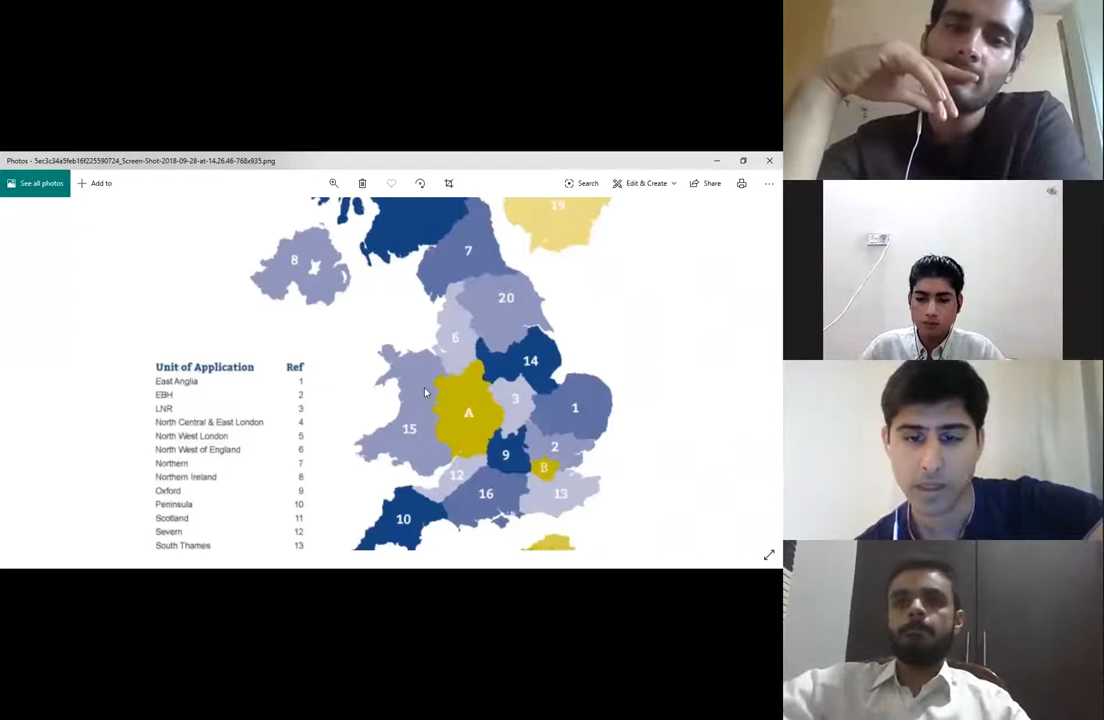 Photos - 5ec3c34a5feb16f225590724_Screen-Shot-2018-09-28-at-14.26.46-768x935.png
See all photos
Add to
Search
Edit & Create
Share
19
7
8
20
6
14
3
1
A
15
2
9
B
12
13
16
10
Unit of Application Ref
East Anglia 1
EBH 2
LNR 3
North Central & East London 4
North West London 5
North West of England 6
Northern 7
Northern Ireland 8
Oxford 9
Peninsula 10
Scotland 11
Severn 12
South Thames 13